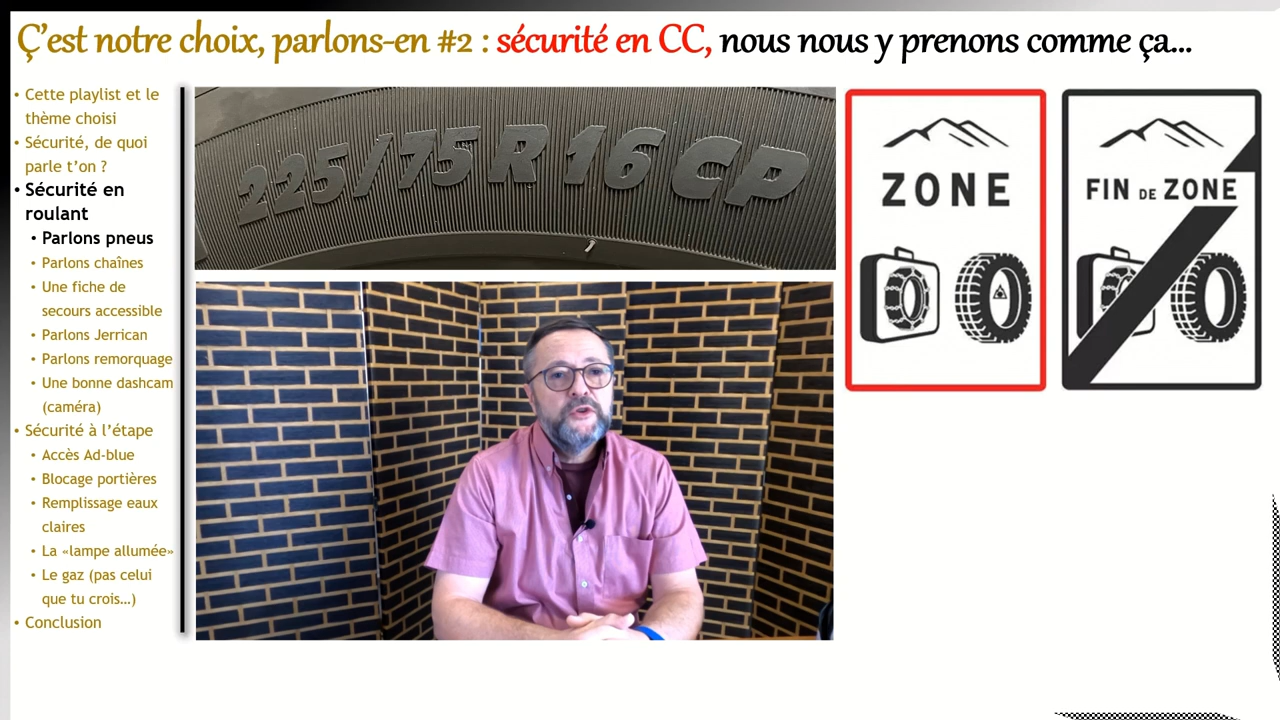 Ç’est notre choix, parlons-en #2 : sécurité en CC, nous nous y prenons comme ça...
• Cette playlist et le
thème choisi
• Sécurité, de quoi
parle t’on ?
• Sécurité en
roulant
• Parlons pneus
• Parlons chaînes
• Une fiche de
secours accessible
• Parlons Jerrican
• Parlons remorquage
• Une bonne dashcam
(caméra)
• Sécurité à l’étape
• Accès Ad-blue
• Blocage portières
• Remplissage eaux
claires
• La «lampe allumée»
• Le gaz (pas celui
que tu crois…)
• Conclusion
225/75 R 16 CP
ZONE
FIN DE ZONE